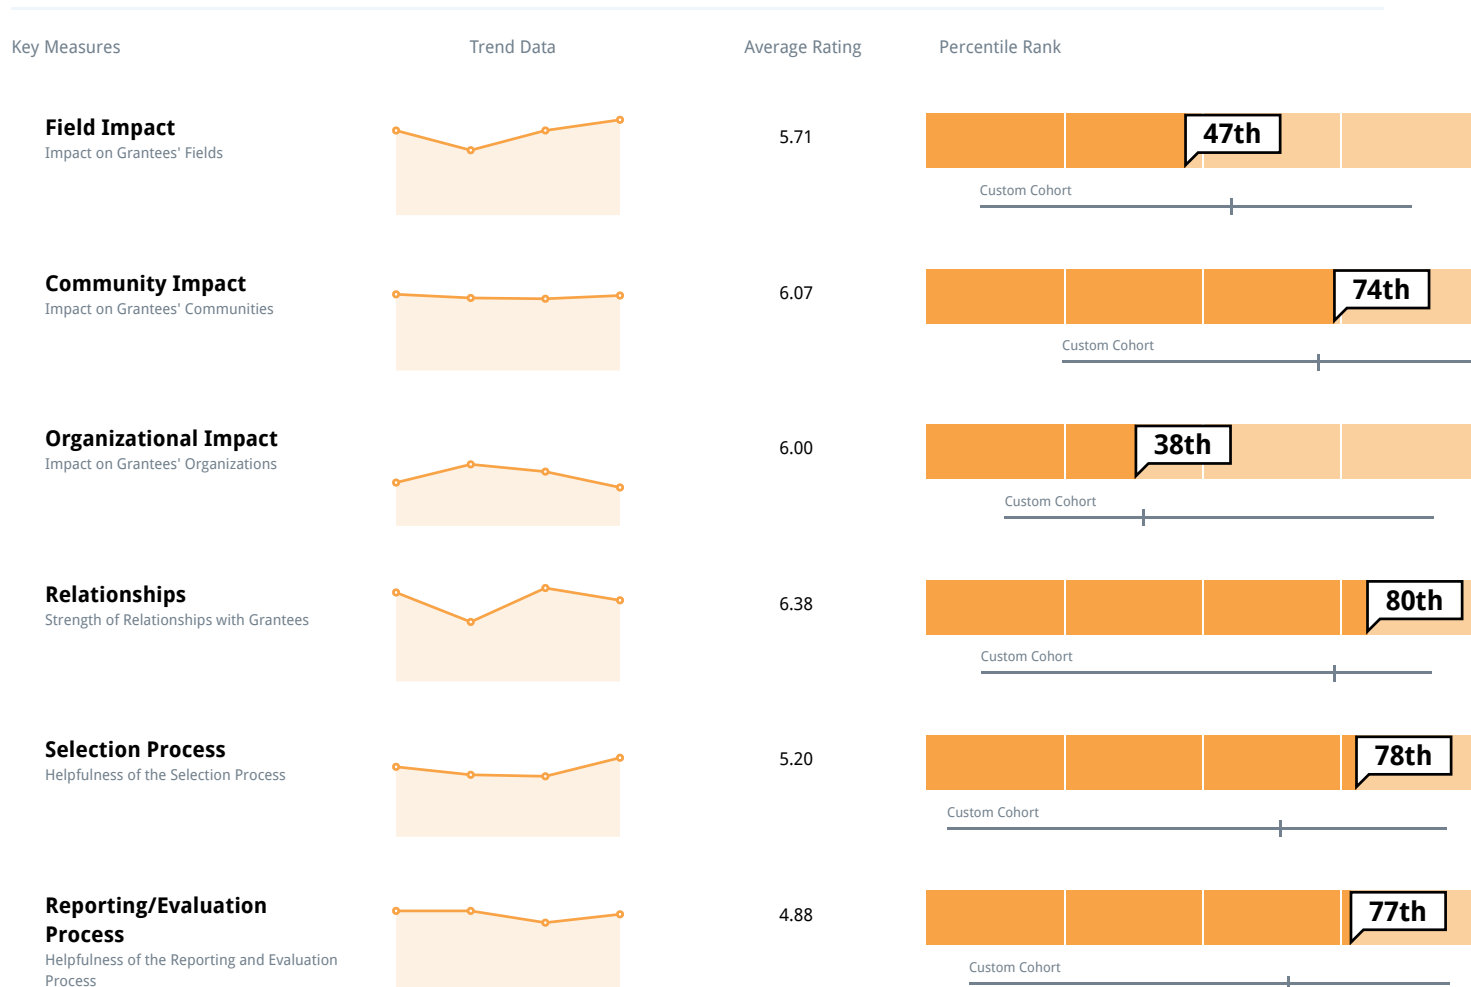 Key Measures
Trend Data
Average Rating
Percentile Rank
Field Impact
Impact on Grantees' Fields
5.71
47th
Custom Cohort
Community Impact
Impact on Grantees' Communities
6.07
74th
Custom Cohort
Organizational Impact
Impact on Grantees' Organizations
6.00
38th
Custom Cohort
Relationships
Strength of Relationships with Grantees
6.38
80th
Custom Cohort
Selection Process
Helpfulness of the Selection Process
5.20
78th
Custom Cohort
Reporting/Evaluation
Process
Helpfulness of the Reporting and Evaluation
Process
4.88
77th
Custom Cohort